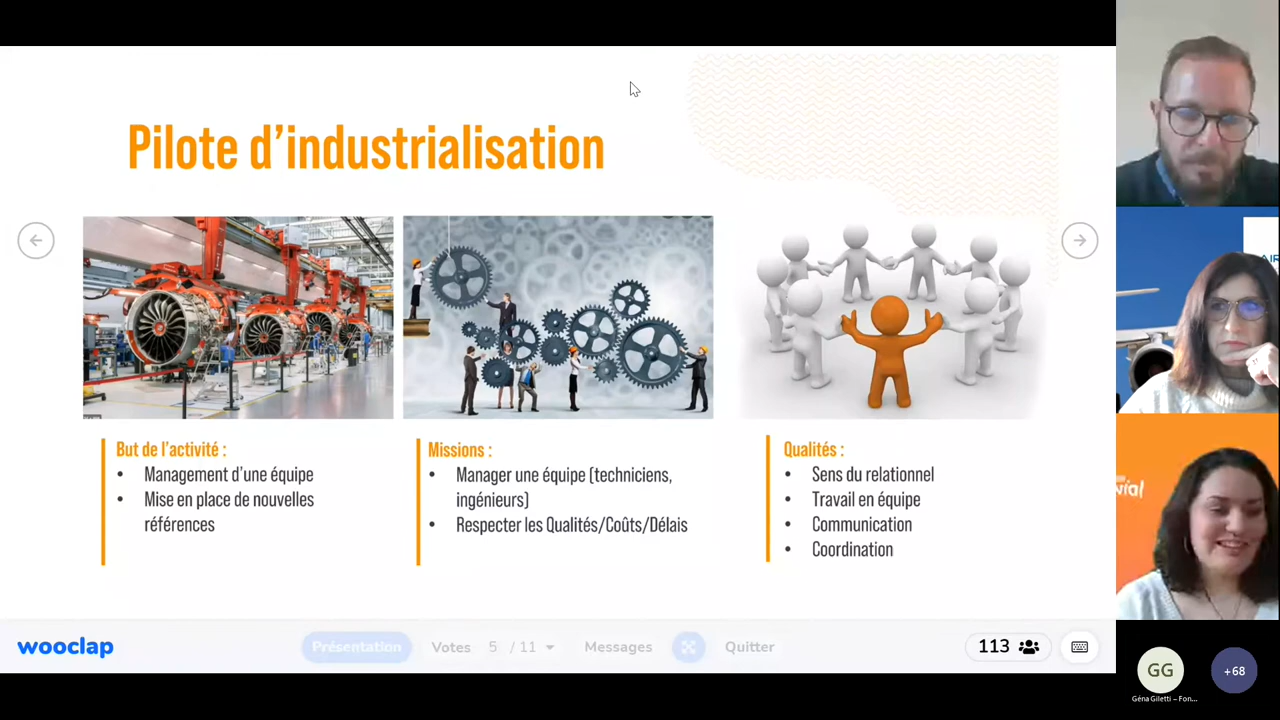 Pilote d'industrialisation
But de l'activité :
• Management d'une équipe
• Mise en place de nouvelles
références
Missions :
• Manager une équipe (techniciens,
ingénieurs)
• Respecter les Qualités/Coûts/Délais
Qualités :
• Sens du relationnel
• Travail en équipe
• Communication
• Coordination
wooclap
Présentation
Votes 5 / 11
Messages
Quitter
113
AIR
GG
Géna Giletti – Fon...
+68